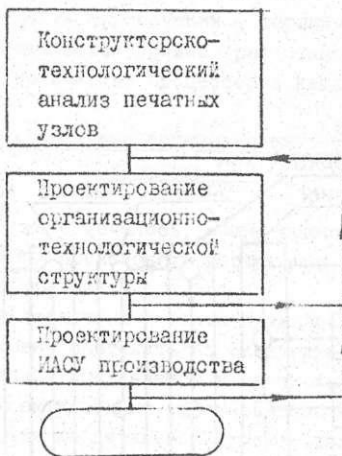 Конструкторско-
технологический
анализ печатных
узлов
Проектирование
организационно-
технологической
структуры
Проектирование
ИАСУ производства